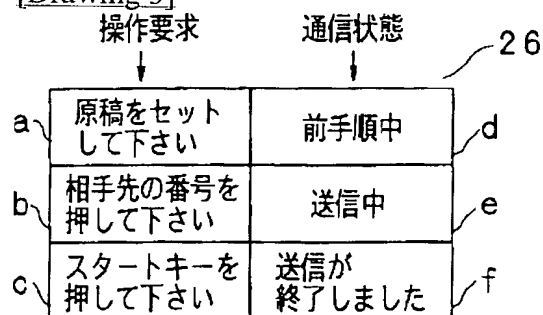 [Drawing 5]
操作要求 通信状態
26
a 原稿をセット
して下さい
前手順中 d
b 相手先の番号を
押して下さい
送信中 e
c スタートキーを
押して下さい
送信が
終了しました f